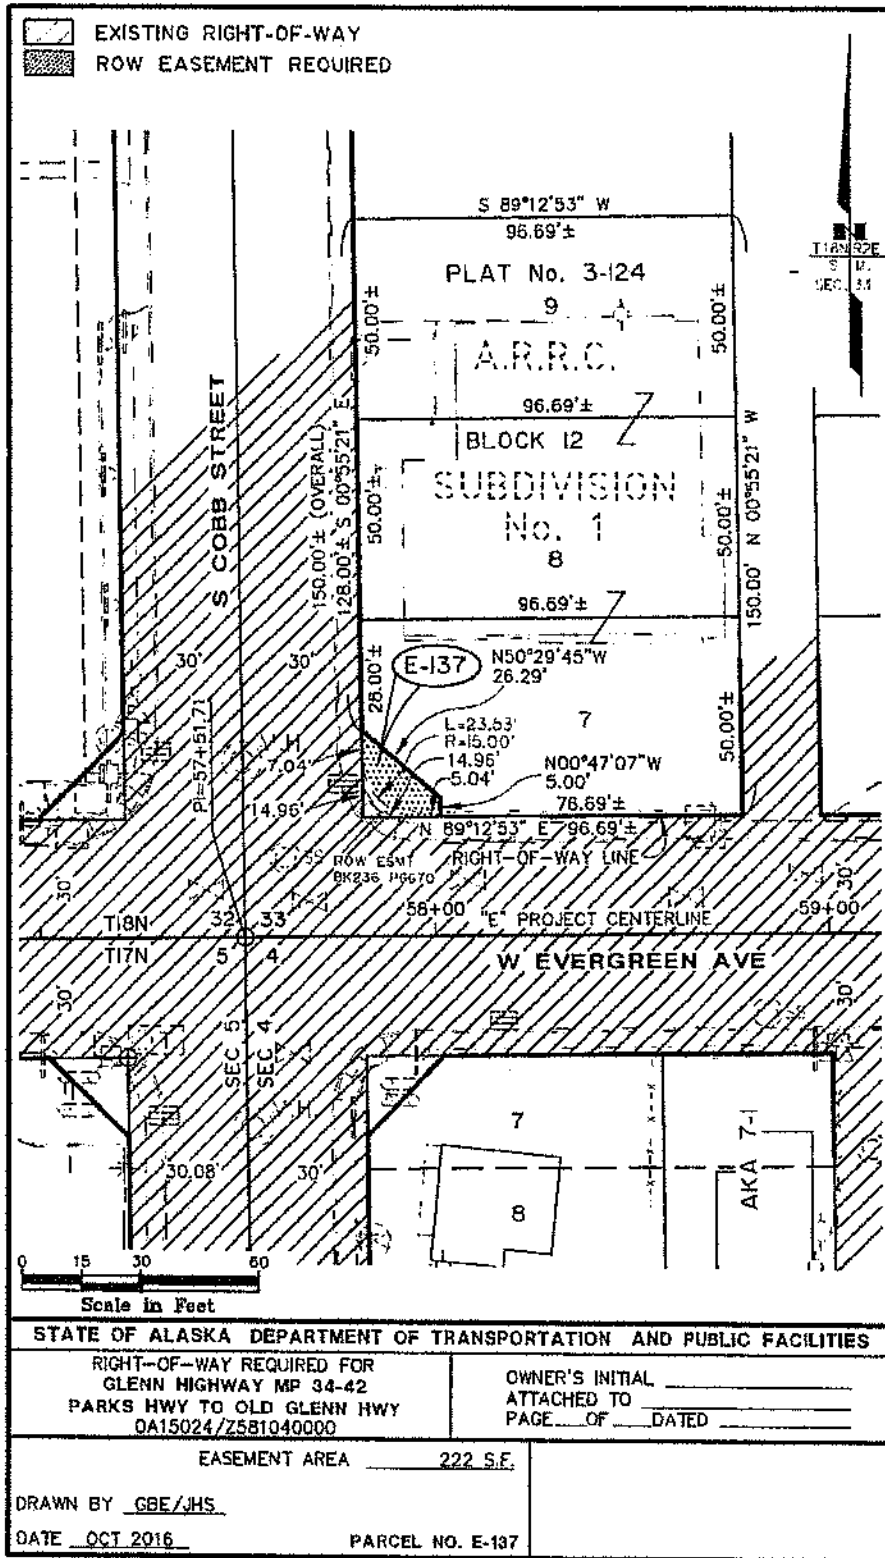 EXISTING RIGHT-OF-WAY
ROW EASEMENT REQUIRED
S 89°12'53" W
96.69'±
PLAT No. 3-124
9
A.R.R.C.
50.00'±
50.00'±
96.69'±
BLOCK 12
SUBDIVISION
No. 1
8
50.00'±
50.00'±
96.69'±
S COBB STREET
150.00'± (OVERALL)
128.00'± S 00°55'21" E
150.00' N 00°55'21" W
30'
30'
E-137
N50°29'45"W
26.29'
28.00'±
L=23.53'
R=15.00'
14.96'
5.04'
7
50.00'±
N00°47'07"W
5.00'
76.69'±
PI=57+51.71
7.04'
14.96'
N 89°12'53" E 96.69'±
ROW ESMT
BK236 PG670
RIGHT-OF-WAY LINE
30'
30'
58+00
"E" PROJECT CENTERLINE
59+00
T18N
32
33
T17N
5
4
W EVERGREEN AVE
30'
30'
SEC 5
SEC 4
30.08'
30'
7
8
AKA 7-1
0 15 30 60
Scale in Feet
STATE OF ALASKA DEPARTMENT OF TRANSPORTATION AND PUBLIC FACILITIES
RIGHT-OF-WAY REQUIRED FOR
GLENN HIGHWAY MP 34-42
PARKS HWY TO OLD GLENN HWY
0A15024/Z581040000
OWNER'S INITIAL
ATTACHED TO
PAGE OF DATED
EASEMENT AREA 222 S.F.
DRAWN BY GBE/JHS
DATE OCT 2016
PARCEL NO. E-137